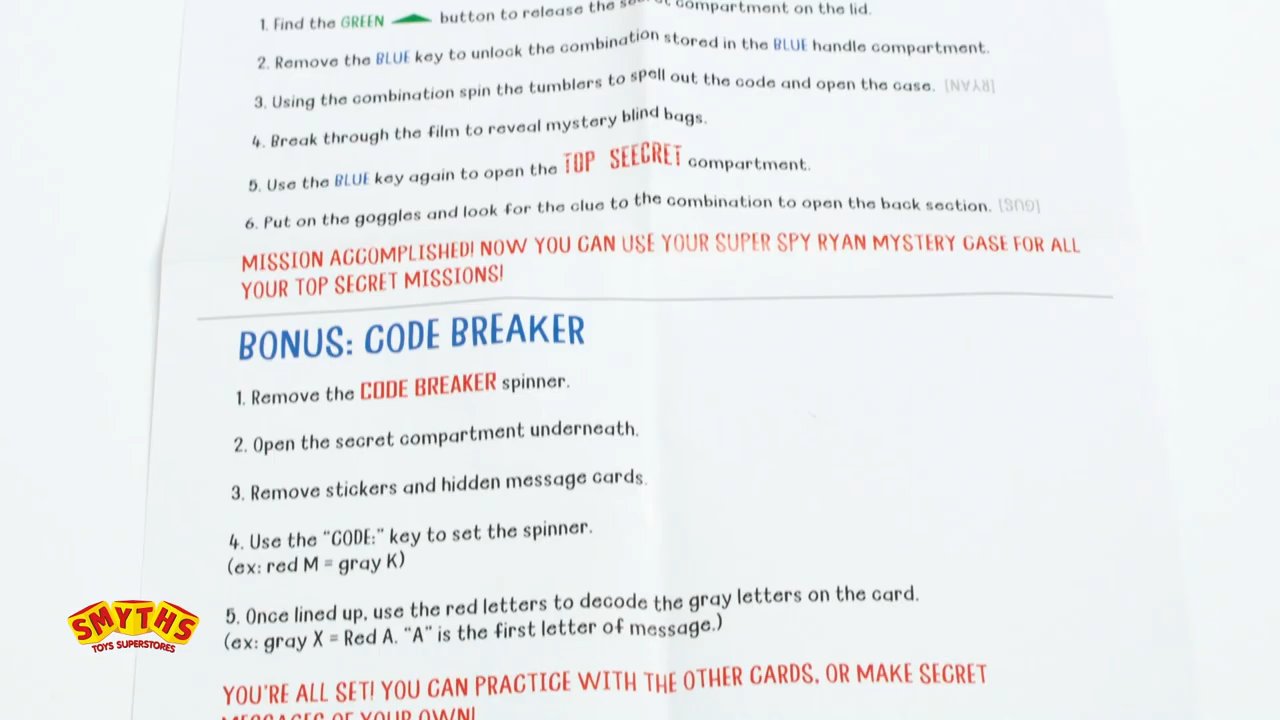 1. Find the GREEN button to release the secret compartment on the lid.
2. Remove the BLUE key to unlock the combination stored in the BLUE handle compartment.
3. Using the combination spin the tumblers to spell out the code and open the case. [RYAN]
4. Break through the film to reveal mystery blind bags.
5. Use the BLUE key again to open the TOP SEECRET compartment.
6. Put on the goggles and look for the clue to the combination to open the back section. [GUS]
MISSION ACCOMPLISHED! NOW YOU CAN USE YOUR SUPER SPY RYAN MYSTERY CASE FOR ALL
YOUR TOP SECRET MISSIONS!
BONUS: CODE BREAKER
1. Remove the CODE BREAKER spinner.
2. Open the secret compartment underneath.
3. Remove stickers and hidden message cards.
4. Use the "CODE:" key to set the spinner.
(ex: red M = gray K)
5. Once lined up, use the red letters to decode the gray letters on the card.
(ex: gray X = Red A. "A" is the first letter of message.)
YOU'RE ALL SET! YOU CAN PRACTICE WITH THE OTHER CARDS, OR MAKE SECRET
MESSAGES OF YOUR OWN!
SMYTHS
TOYS SUPERSTORES